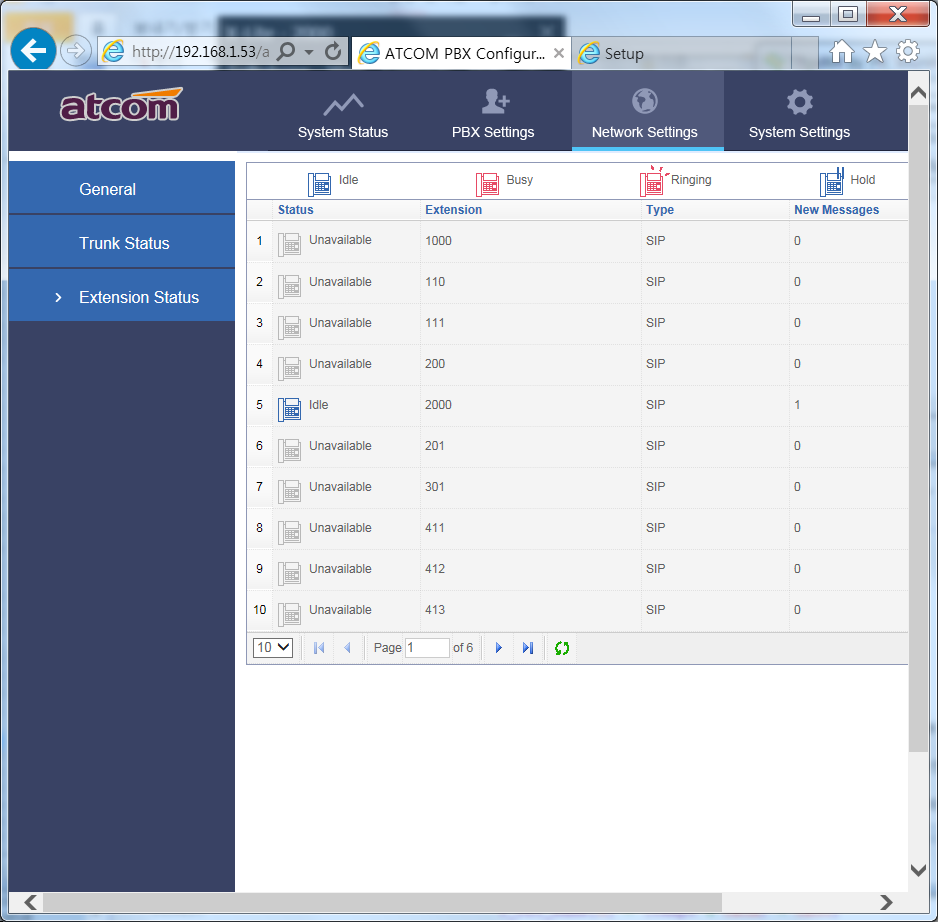 http://192.168.1.53/a
ATCOM PBX Configur...
Setup
atcom
System Status
PBX Settings
Network Settings
System Settings
General
Trunk Status
Extension Status
Idle
Busy
Ringing
Hold
Status Extension Type New Messages
1 Unavailable 1000 SIP 0
2 Unavailable 110 SIP 0
3 Unavailable 111 SIP 0
4 Unavailable 200 SIP 0
5 Idle 2000 SIP 1
6 Unavailable 201 SIP 0
7 Unavailable 301 SIP 0
8 Unavailable 411 SIP 0
9 Unavailable 412 SIP 0
10 Unavailable 413 SIP 0
10 Page 1 of 6